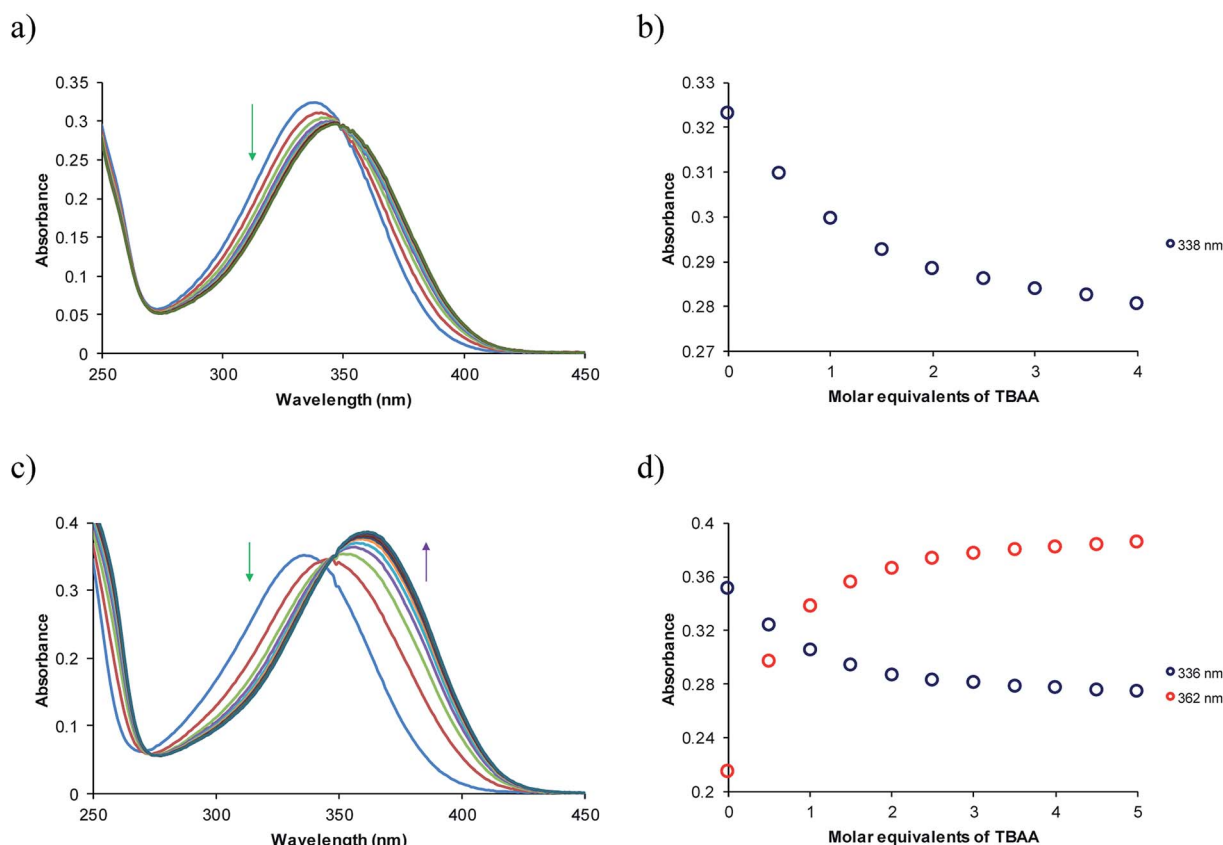 a)
0.35
0.3
0.25
0.2
0.15
0.1
0.05
0
Absorbance
250 300 350 400 450
Wavelength (nm)
b)
0.33
0.32
0.31
0.3
0.29
0.28
0.27
Absorbance
0 1 2 3 4
Molar equivalents of TBAA
338 nm
c)
0.4
0.3
0.2
0.1
0
Absorbance
250 300 350 400 450
Wavelength (nm)
d)
0.4
0.36
0.32
0.28
0.24
0.2
Absorbance
0 1 2 3 4 5
Molar equivalents of TBAA
336 nm
362 nm